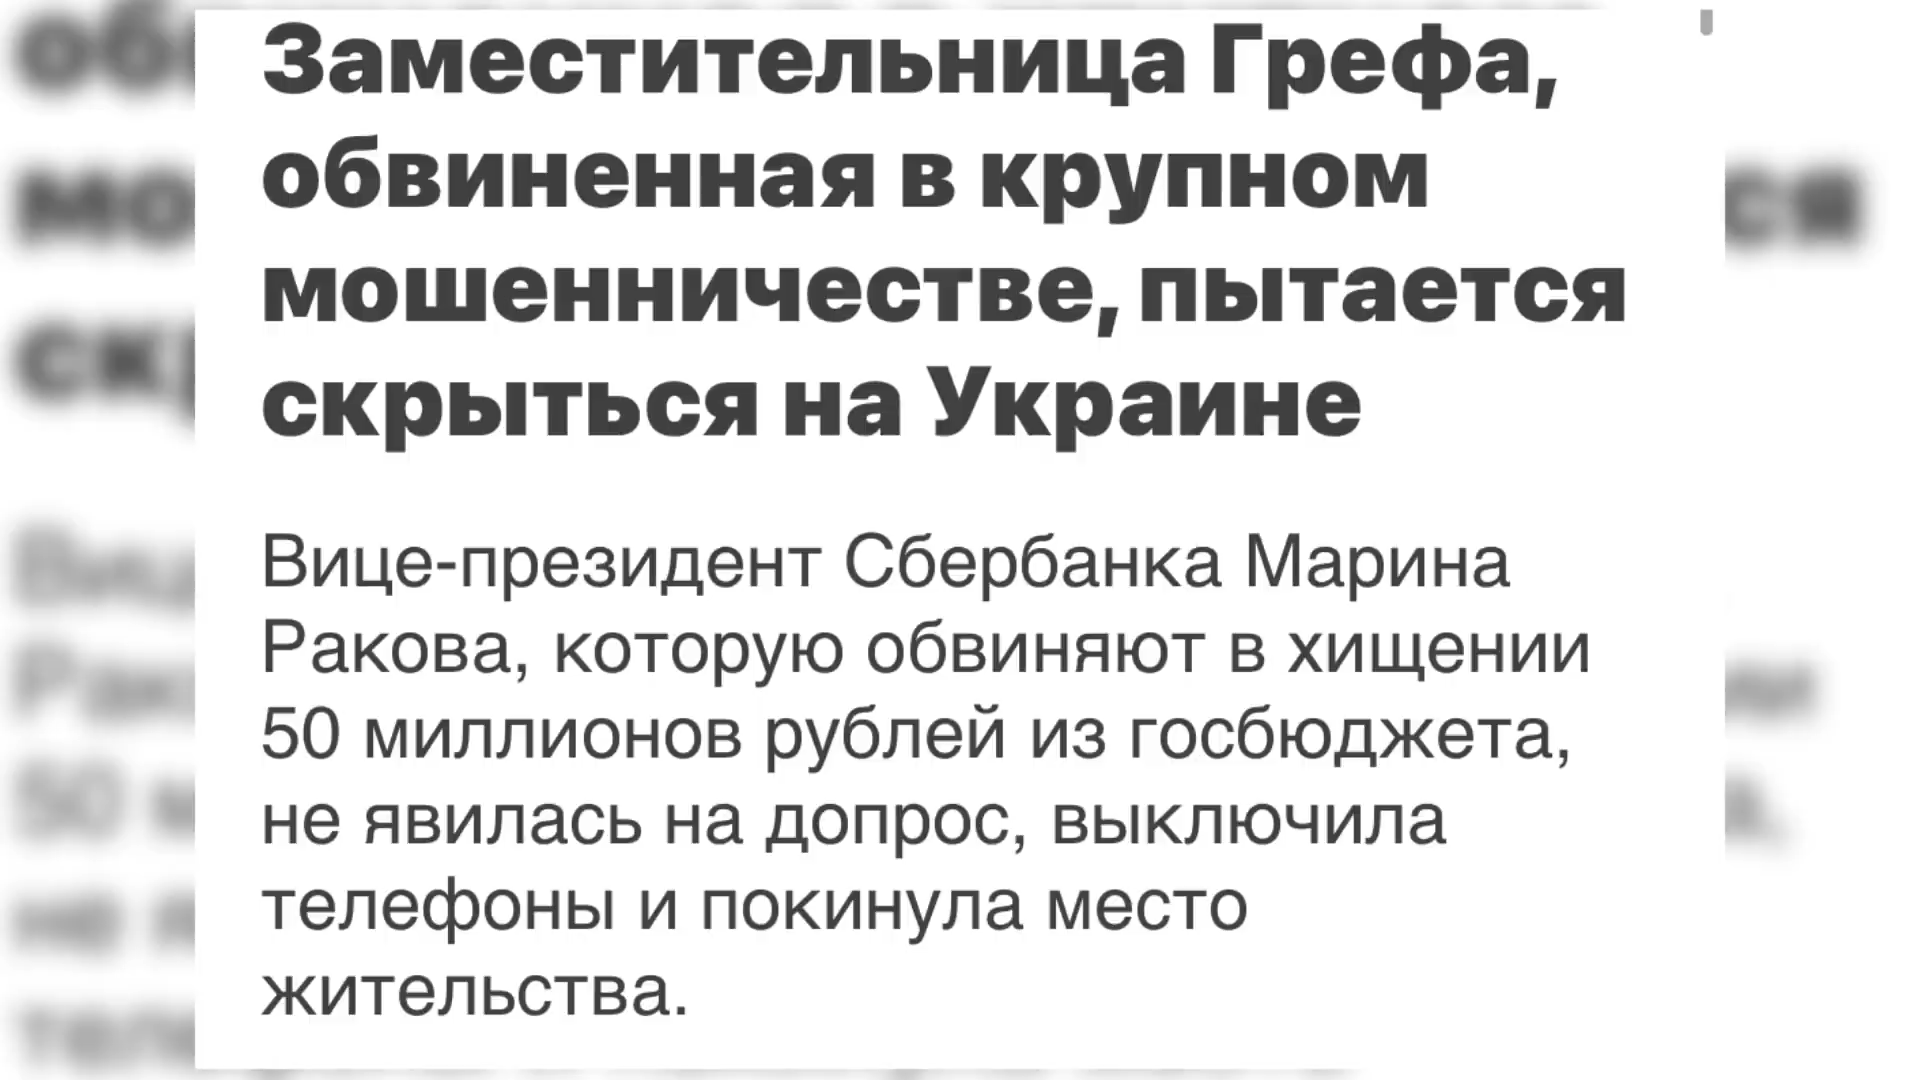 Заместительница Грефа,
обвиненная в крупном
мошенничестве, пытается
скрыться на Украине
Вице-президент Сбербанка Марина
Ракова, которую обвиняют в хищении
50 миллионов рублей из госбюджета,
не явилась на допрос, выключила
телефоны и покинула место
жительства.